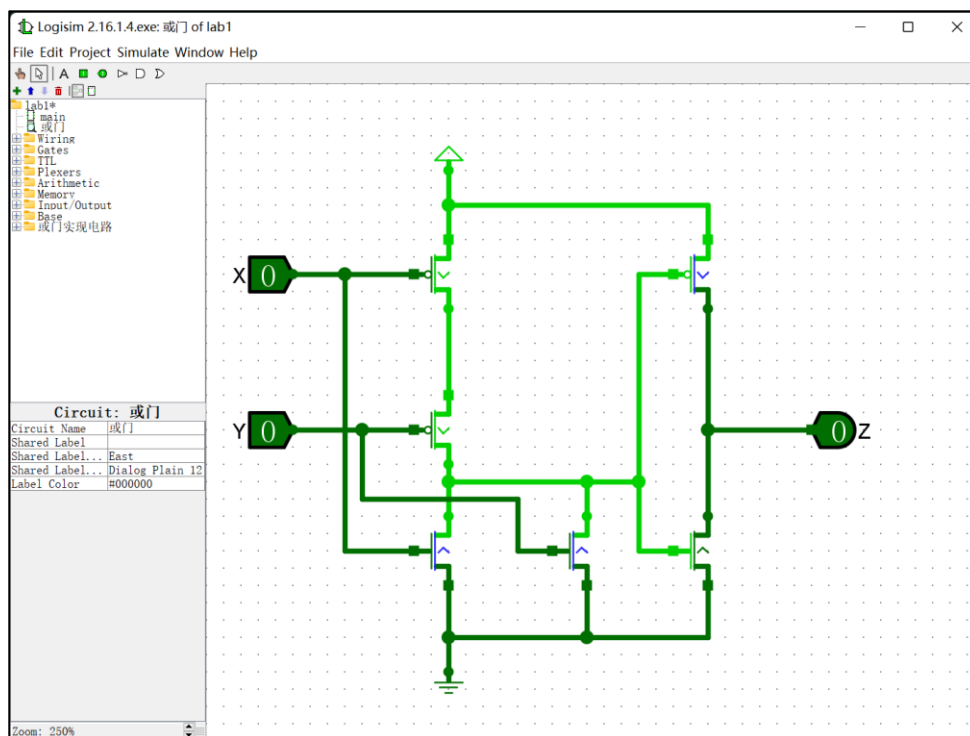 Logisim 2.16.1.4.exe: 或门 of lab1
File Edit Project Simulate Window Help
A
lab1*
main
或门
Wiring
Gates
TTL
Plexers
Arithmetic
Memory
Input/Output
Base
或门实现电路
X 0
Y 0
0 Z
Circuit: 或门
Circuit Name 或门
Shared Label
Shared Label... East
Shared Label... Dialog Plain 12
Label Color #000000
Zoom: 250%